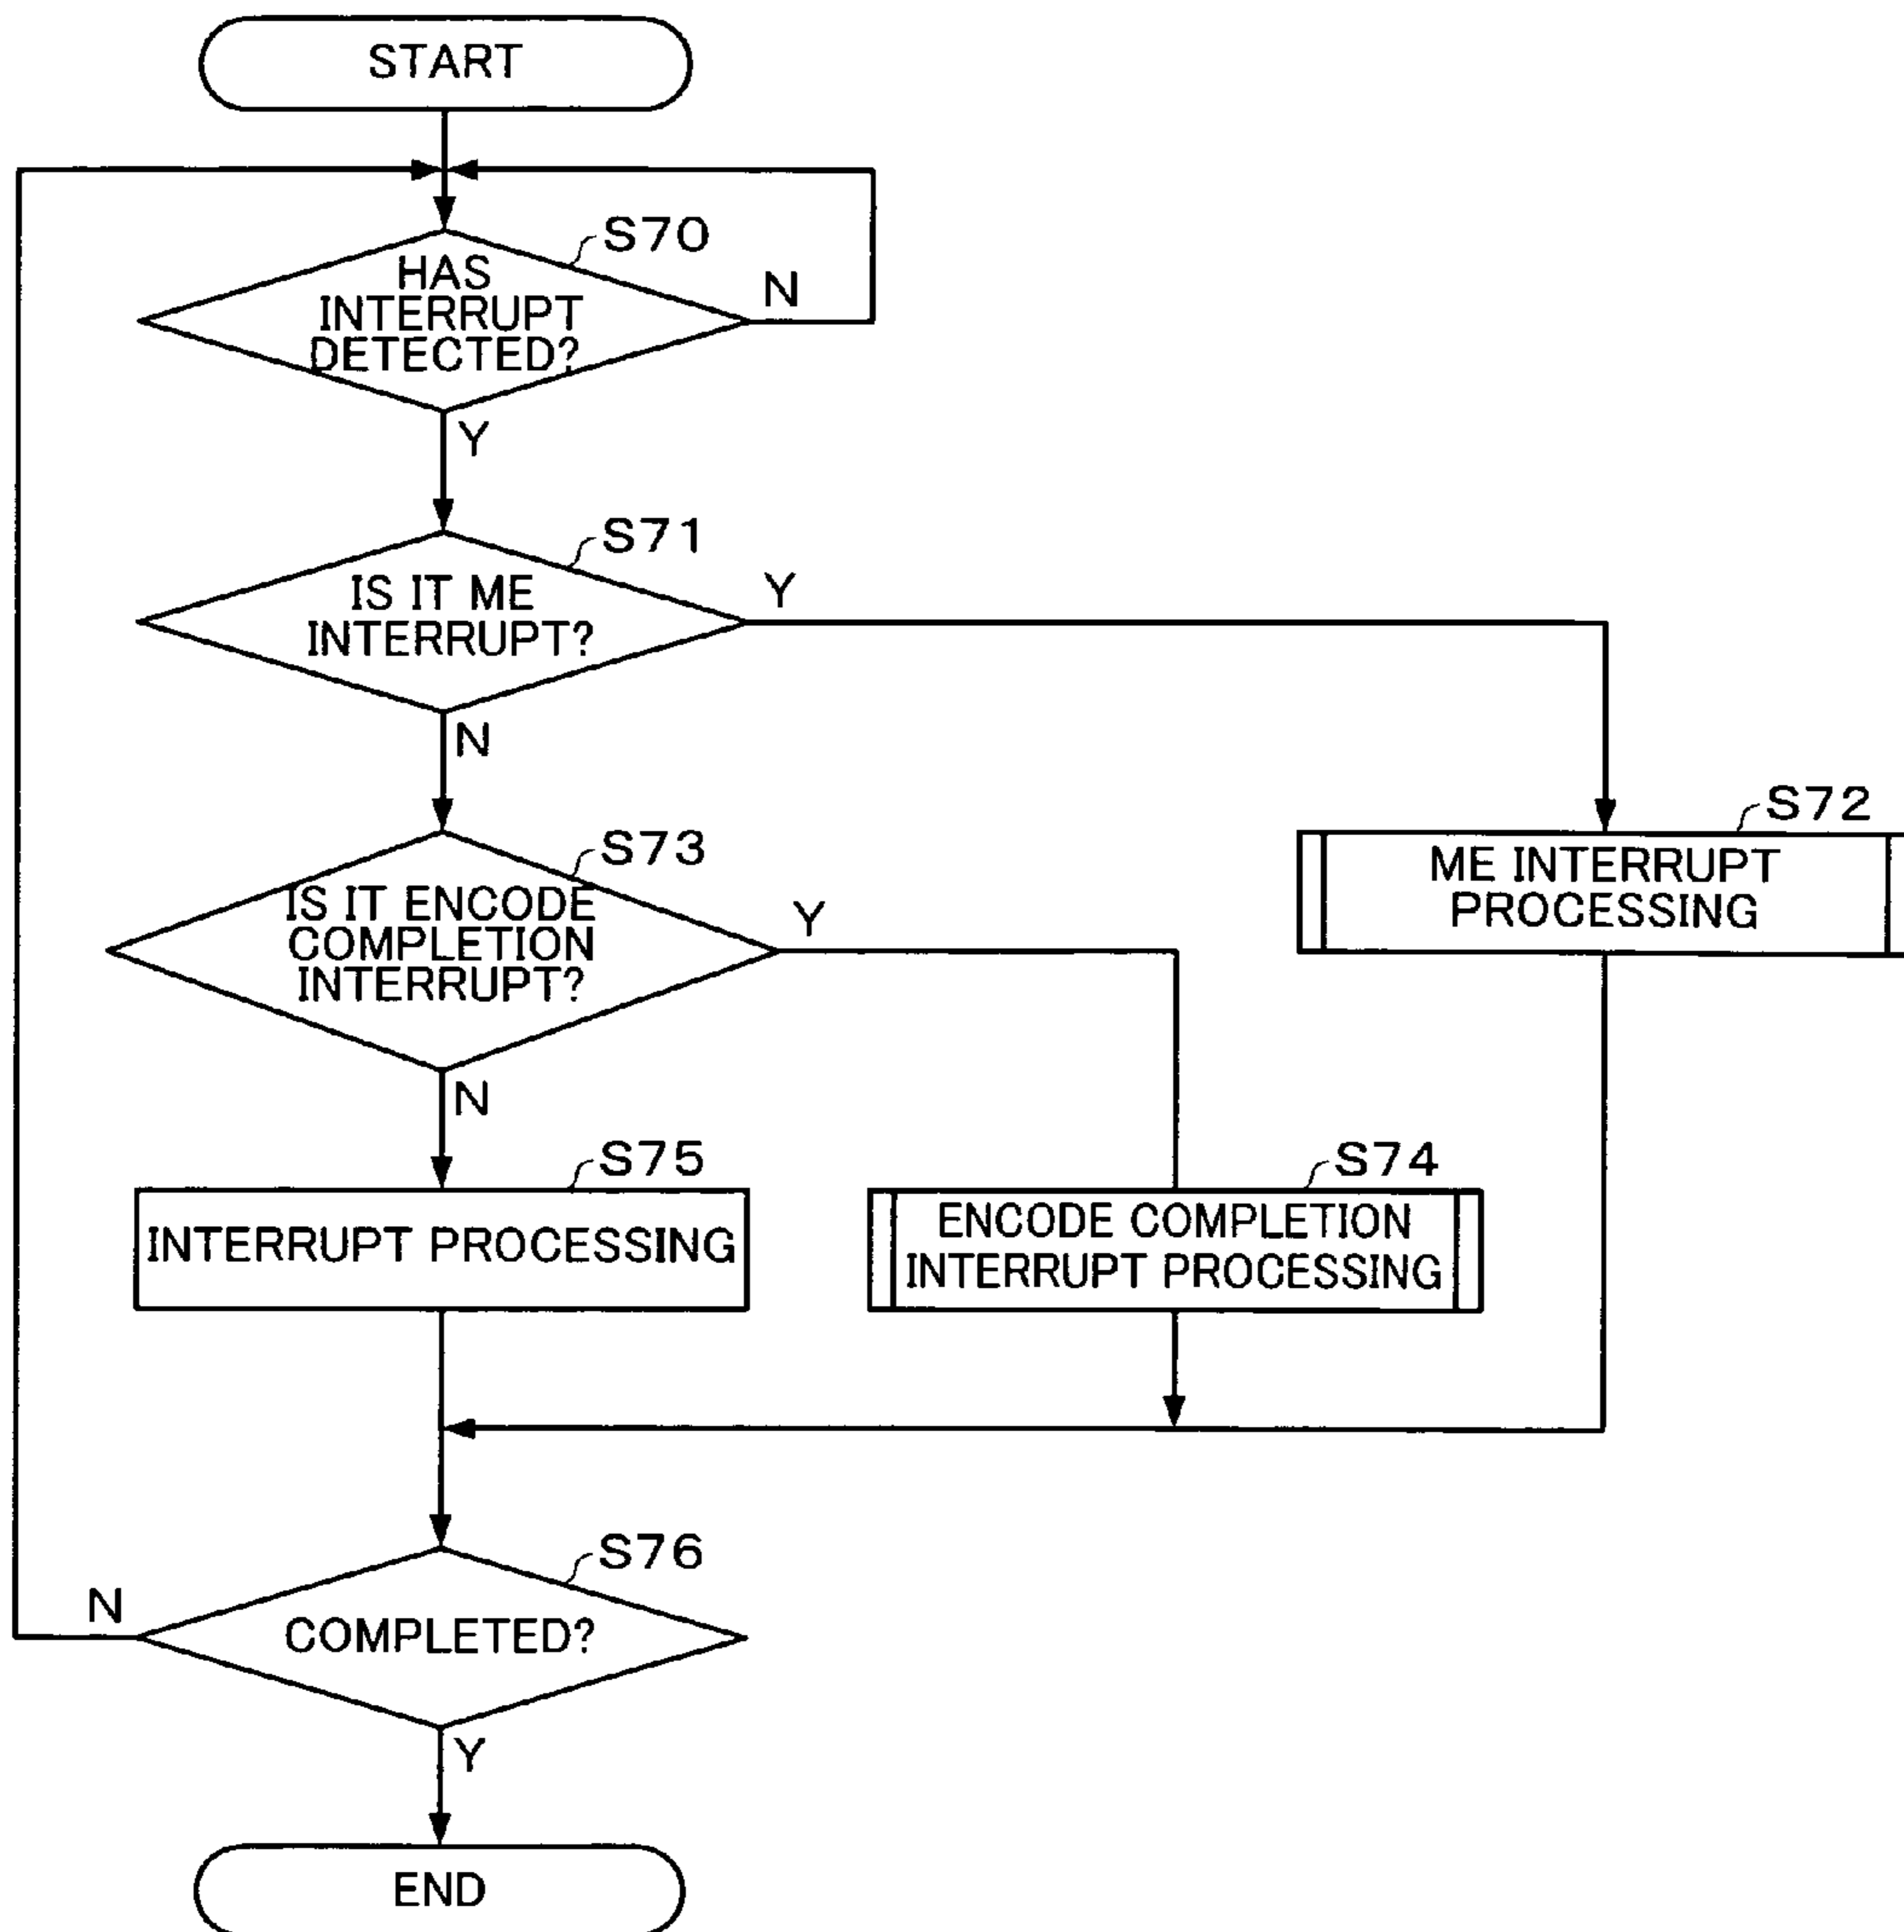 START
S70
HAS
INTERRUPT
DETECTED?
N
Y
S71
IS IT ME
INTERRUPT?
Y
N
S72
ME INTERRUPT
PROCESSING
S73
IS IT ENCODE
COMPLETION
INTERRUPT?
Y
N
S75
INTERRUPT PROCESSING
S74
ENCODE COMPLETION
INTERRUPT PROCESSING
S76
COMPLETED?
N
Y
END